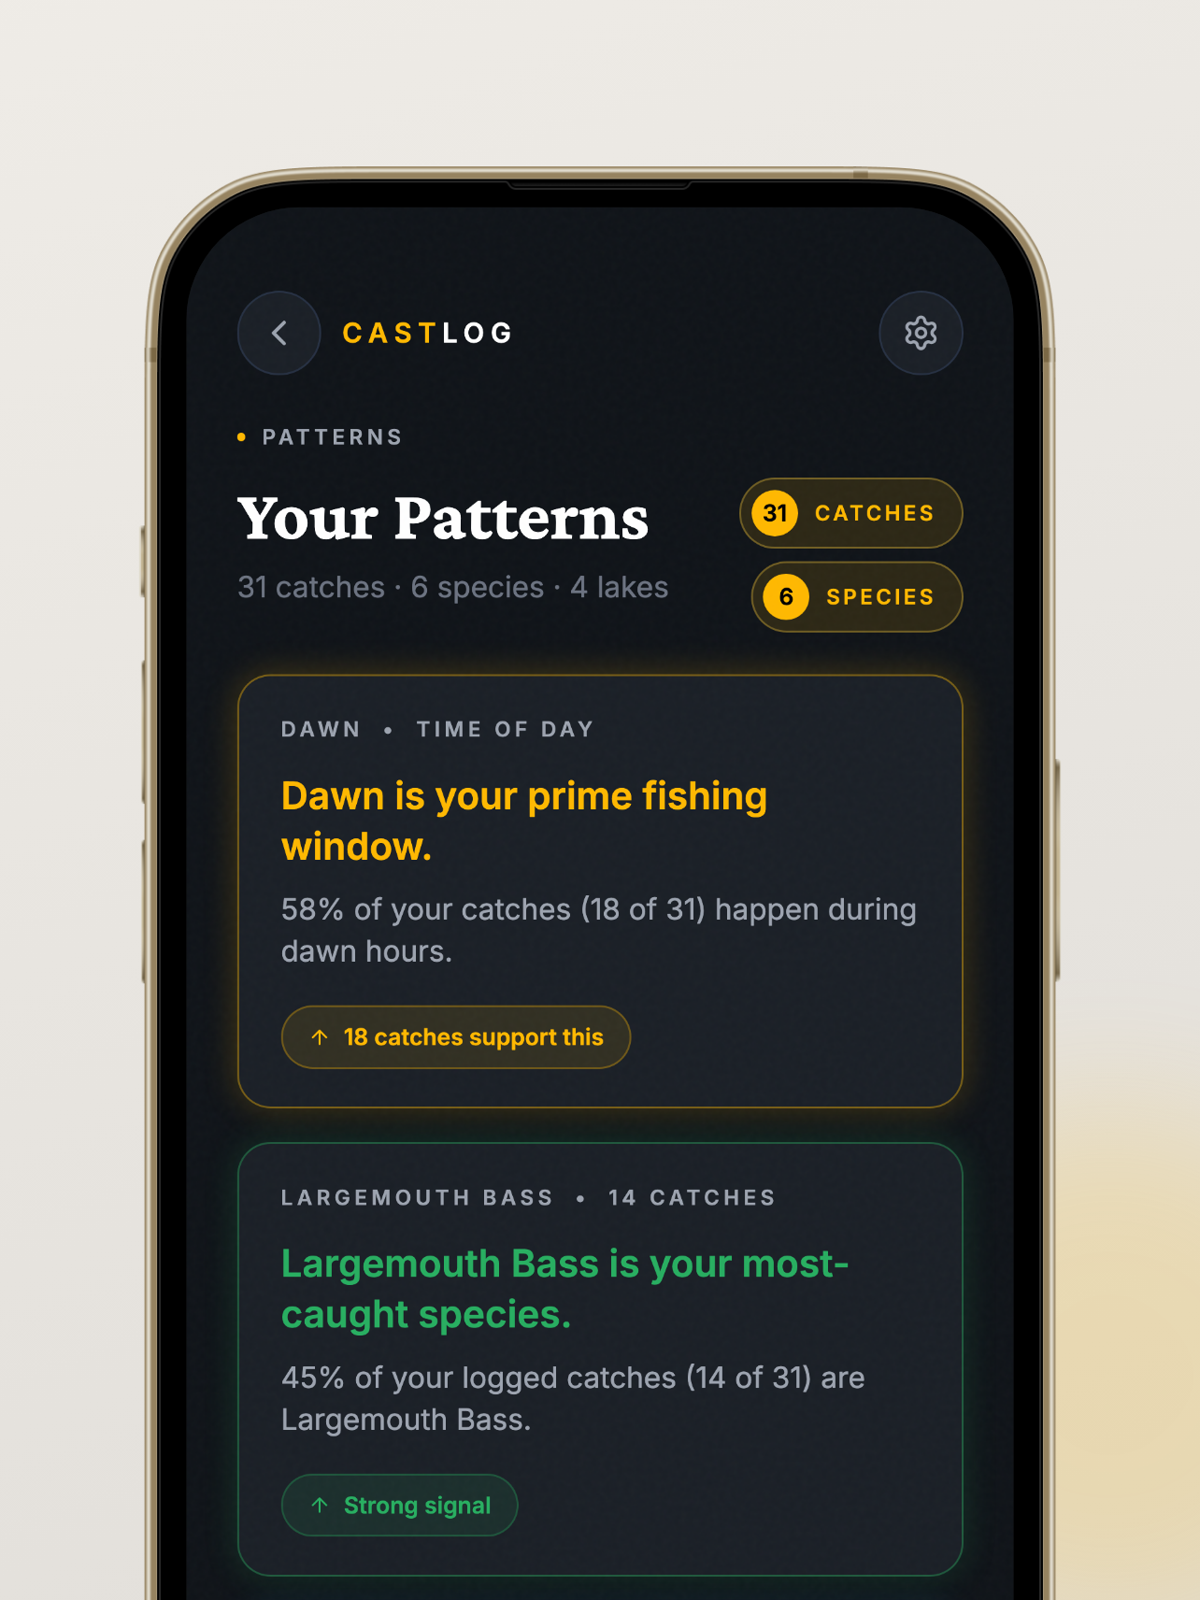 CASTLOG
• PATTERNS
Your Patterns
31 catches · 6 species · 4 lakes
31 CATCHES
6 SPECIES
DAWN • TIME OF DAY
Dawn is your prime fishing
window.
58% of your catches (18 of 31) happen during
dawn hours.
↑ 18 catches support this
LARGEMOUTH BASS • 14 CATCHES
Largemouth Bass is your most-
caught species.
45% of your logged catches (14 of 31) are
Largemouth Bass.
↑ Strong signal